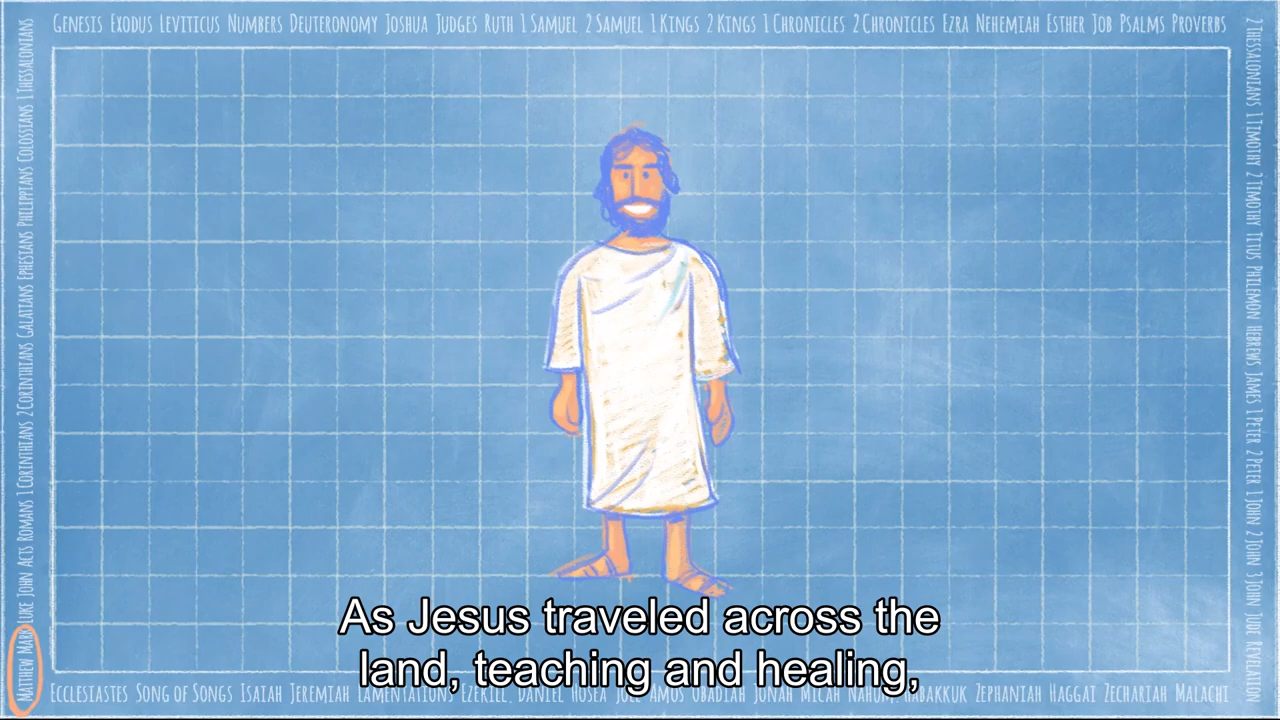 Genesis Exodus Leviticus Numbers Deuteronomy Joshua Judges Ruth 1 Samuel 2 Samuel 1 Kings 2 Kings 1 Chronicles 2 Chronicles Ezra Nehemiah Esther Job Psalms Proverbs
Matthew Mark Luke John Acts Romans 1 Corinthians 2 Corinthians Galatians Ephesians Philippians Colossians 1 Thessalonians
2 Thessalonians 1 Timothy 2 Timothy Titus Philemon Hebrews James 1 Peter 2 Peter 1 John 2 John 3 John Jude Revelation
As Jesus traveled across the
land, teaching and healing,
Ecclesiastes Song of Songs Isaiah Jeremiah Lamentations Ezekiel Daniel Hosea Joel Amos Obadiah Jonah Micah Nahum Habakkuk Zephaniah Haggai Zechariah Malachi